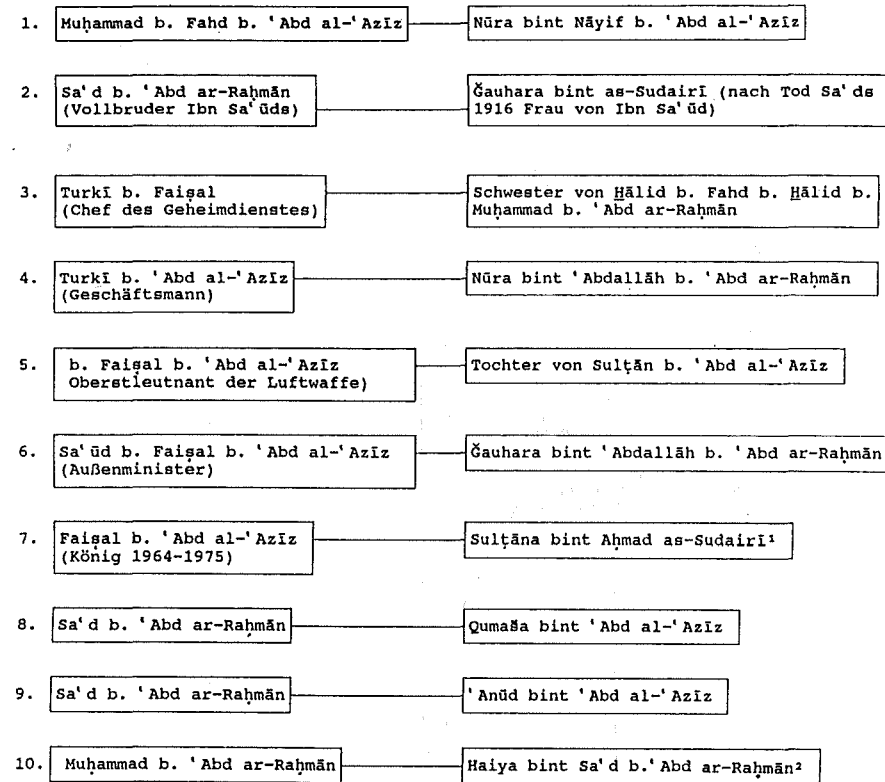 1. Muḥammad b. Fahd b. ʿAbd al-ʿAzīz Nūra bint Nāyif b. ʿAbd al-ʿAzīz
2. Saʿd b. ʿAbd ar-Raḥmān Ǧauhara bint as-Sudairī (nach Tod Saʿds
(Vollbruder Ibn Saʿūds) 1916 Frau von Ibn Saʿūd)
3. Turkī b. Faiṣal Schwester von H̱ālid b. Fahd b. H̱ālid b.
(Chef des Geheimdienstes) Muḥammad b. ʿAbd ar-Raḥmān
4. Turkī b. ʿAbd al-ʿAzīz Nūra bint ʿAbdallāh b. ʿAbd ar-Raḥmān
(Geschäftsmann)
5. b. Faiṣal b. ʿAbd al-ʿAzīz Tochter von Sulṭān b. ʿAbd al-ʿAzīz
Oberstleutnant der Luftwaffe)
6. Saʿūd b. Faiṣal b. ʿAbd al-ʿAzīz Ǧauhara bint ʿAbdallāh b. ʿAbd ar-Raḥmān
(Außenminister)
7. Faiṣal b. ʿAbd al-ʿAzīz Sulṭāna bint Aḥmad as-Sudairī¹
(König 1964-1975)
8. Saʿd b. ʿAbd ar-Raḥmān Qumaša bint ʿAbd al-ʿAzīz
9. Saʿd b. ʿAbd ar-Raḥmān ʿAnūd bint ʿAbd al-ʿAzīz
10. Muḥammad b. ʿAbd ar-Raḥmān Haiya bint Saʿd b.ʿAbd ar-Raḥmān²